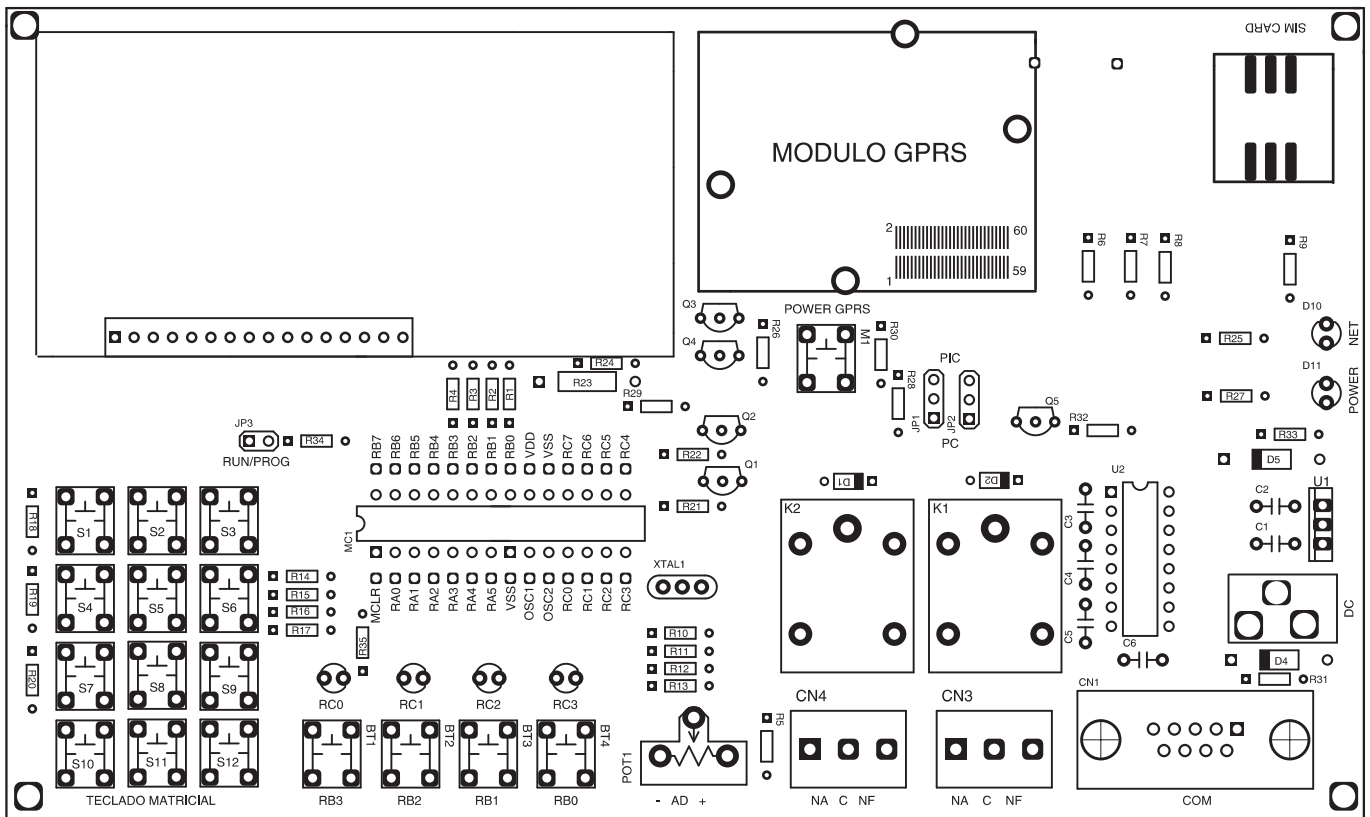 SIM CARD
MODULO GPRS
2
60
1
59
R6
R7
R8
R9
POWER GPRS
Q3
Q4
R26
M1
R30
D10
NET
R25
D11
POWER
R27
R24
R23
R29
R28
PIC
JP1
JP2
PC
Q5
R32
R33
D5
R4
R3
R2
R1
JP3
R34
RUN/PROG
RB7
RB6
RB5
RB4
RB3
RB2
RB1
RB0
VDD
VSS
RC7
RC6
RC5
RC4
Q2
R22
Q1
R21
D1
D2
U2
U1
C2
C1
K2
K1
C3
C4
C5
C6
MC1
MCLR
RA0
RA1
RA2
RA3
RA4
RA5
VSS
OSC1
OSC2
RC0
RC1
RC2
RC3
XTAL1
R18
R19
R20
S1
S2
S3
S4
S5
S6
S7
S8
S9
S10
S11
S12
TECLADO MATRICIAL
R14
R15
R16
R17
R35
R10
R11
R12
R13
DC
D4
R31
RC0
RC1
RC2
RC3
BT1
BT2
BT3
BT4
RB3
RB2
RB1
RB0
POT1
- AD +
R5
CN4
NA C NF
CN3
NA C NF
CN1
COM